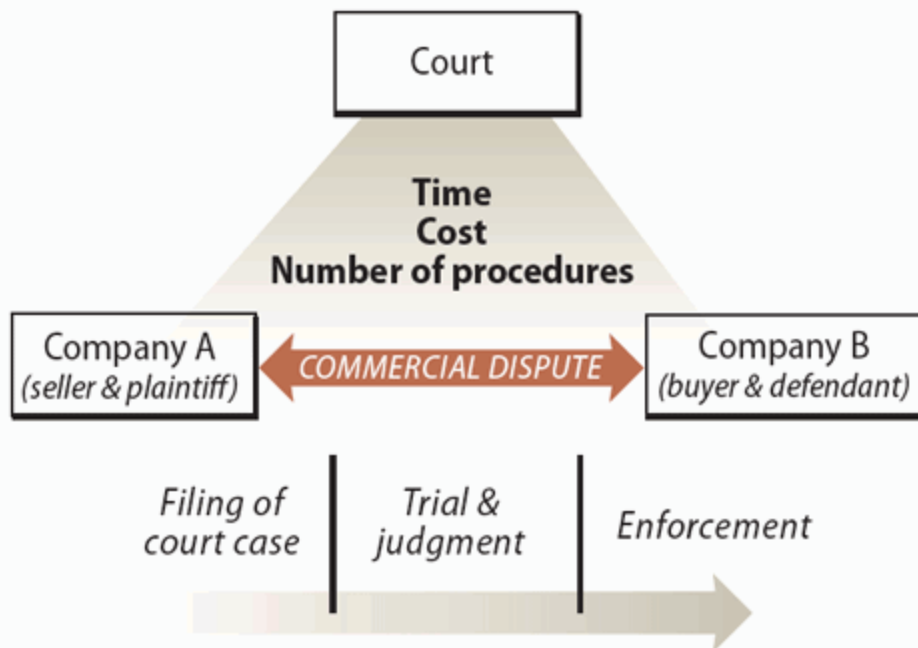 Court
Time
Cost
Number of procedures
Company A
(seller & plaintiff)
COMMERCIAL DISPUTE
Company B
(buyer & defendant)
Filing of
court case
Trial &
judgment
Enforcement